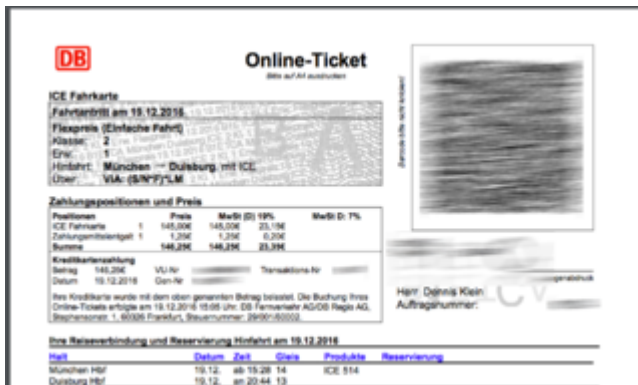 DB
Online-Ticket
Bitte auf A4 ausdrucken
ICE Fahrkarte
Fahrtantritt am 19.12.2016
Flexpreis (Einfache Fahrt)
Klasse: 2
Erw: 1
Hinfahrt: München Duisburg, mit ICE
Über: VIA: (S/N*F)*LM
Barcode bitte nicht knicken!
Zahlungspositionen und Preis
Positionen Preis MwSt (D) 19% MwSt D: 7%
ICE Fahrkarte 1 145,00€ 145,00€ 23,15€
Zahlungsmittelentgelt 1 1,25€ 1,25€ 0,20€
Summe 146,25€ 146,25€ 23,35€
Kreditkartenzahlung
Betrag 146,25€ VU-Nr Transaktions-Nr
Datum 19.12.2016 Gen-Nr
Ihre Kreditkarte wurde mit dem oben genannten Betrag belastet. Die Buchung Ihres
Online-Tickets erfolgte am 19.12.2016 15:05 Uhr. DB Fernverkehr AG/DB Regio AG,
Stephensonstr. 1, 60326 Frankfurt, Steuernummer:
Herr Dennis Klein
Auftragsnummer:
Ihre Reiseverbindung und Reservierung Hinfahrt am 19.12.2016
Halt Datum Zeit Gleis Produkte Reservierung
München Hbf 19.12. ab 15:28 14 ICE 514
Duisburg Hbf 19.12. an 20:44 13